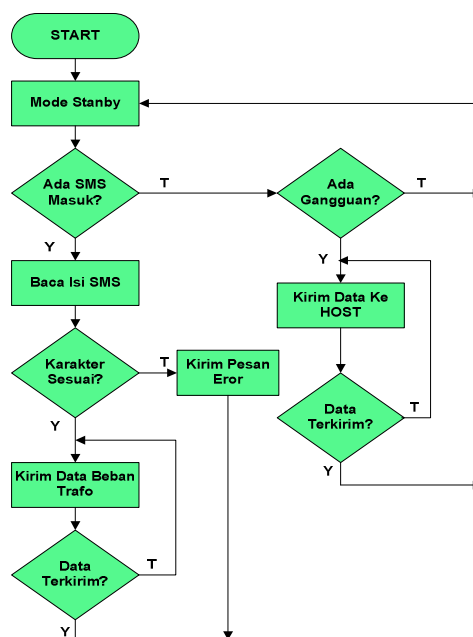 START
Mode Stanby
Ada SMS
Masuk?
T
Ada
Gangguan?
T
Y
Y
Baca Isi SMS
Kirim Data Ke
HOST
Karakter
Sesuai?
T
Kirim Pesan
Eror
Data
Terkirim?
T
Y
Y
Kirim Data Beban
Trafo
Data
Terkirim?
T
Y